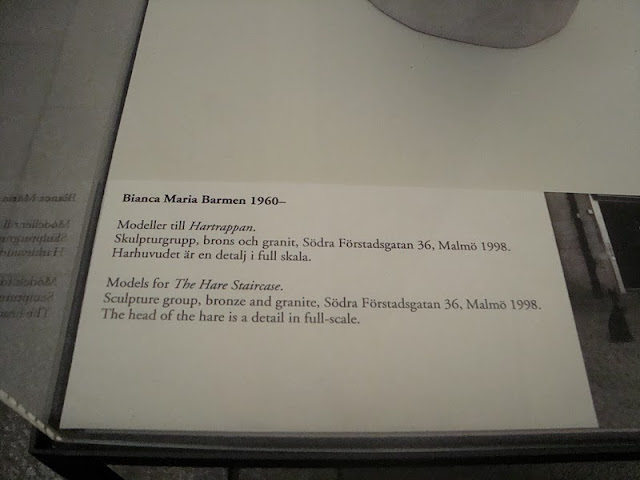 Bianca Maria Barmen 1960–
Modeller till Hartrappan.
Skulpturgrupp, brons och granit, Södra Förstadsgatan 36, Malmö 1998.
Harhuvudet är en detalj i full skala.
Models for The Hare Staircase.
Sculpture group, bronze and granite, Södra Förstadsgatan 36, Malmö 1998.
The head of the hare is a detail in full-scale.